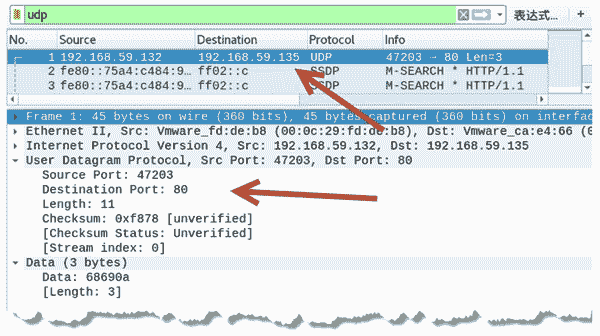 udp 表达式… +
No. Source Destination Protocol Info
1 192.168.59.132 192.168.59.135 UDP 47203 → 80 Len=3
2 fe80::75a4:c484:9… ff02::c SSDP M-SEARCH * HTTP/1.1
3 fe80::75a4:c484:9… ff02::c SSDP M-SEARCH * HTTP/1.1
Frame 1: 45 bytes on wire (360 bits), 45 bytes captured (360 bits) on interfac
Ethernet II, Src: Vmware_fd:de:b8 (00:0c:29:fd:de:b8), Dst: Vmware_ca:e4:66 (0
Internet Protocol Version 4, Src: 192.168.59.132, Dst: 192.168.59.135
User Datagram Protocol, Src Port: 47203, Dst Port: 80
Source Port: 47203
Destination Port: 80
Length: 11
Checksum: 0xf878 [unverified]
[Checksum Status: Unverified]
[Stream index: 0]
Data (3 bytes)
Data: 68690a
[Length: 3]